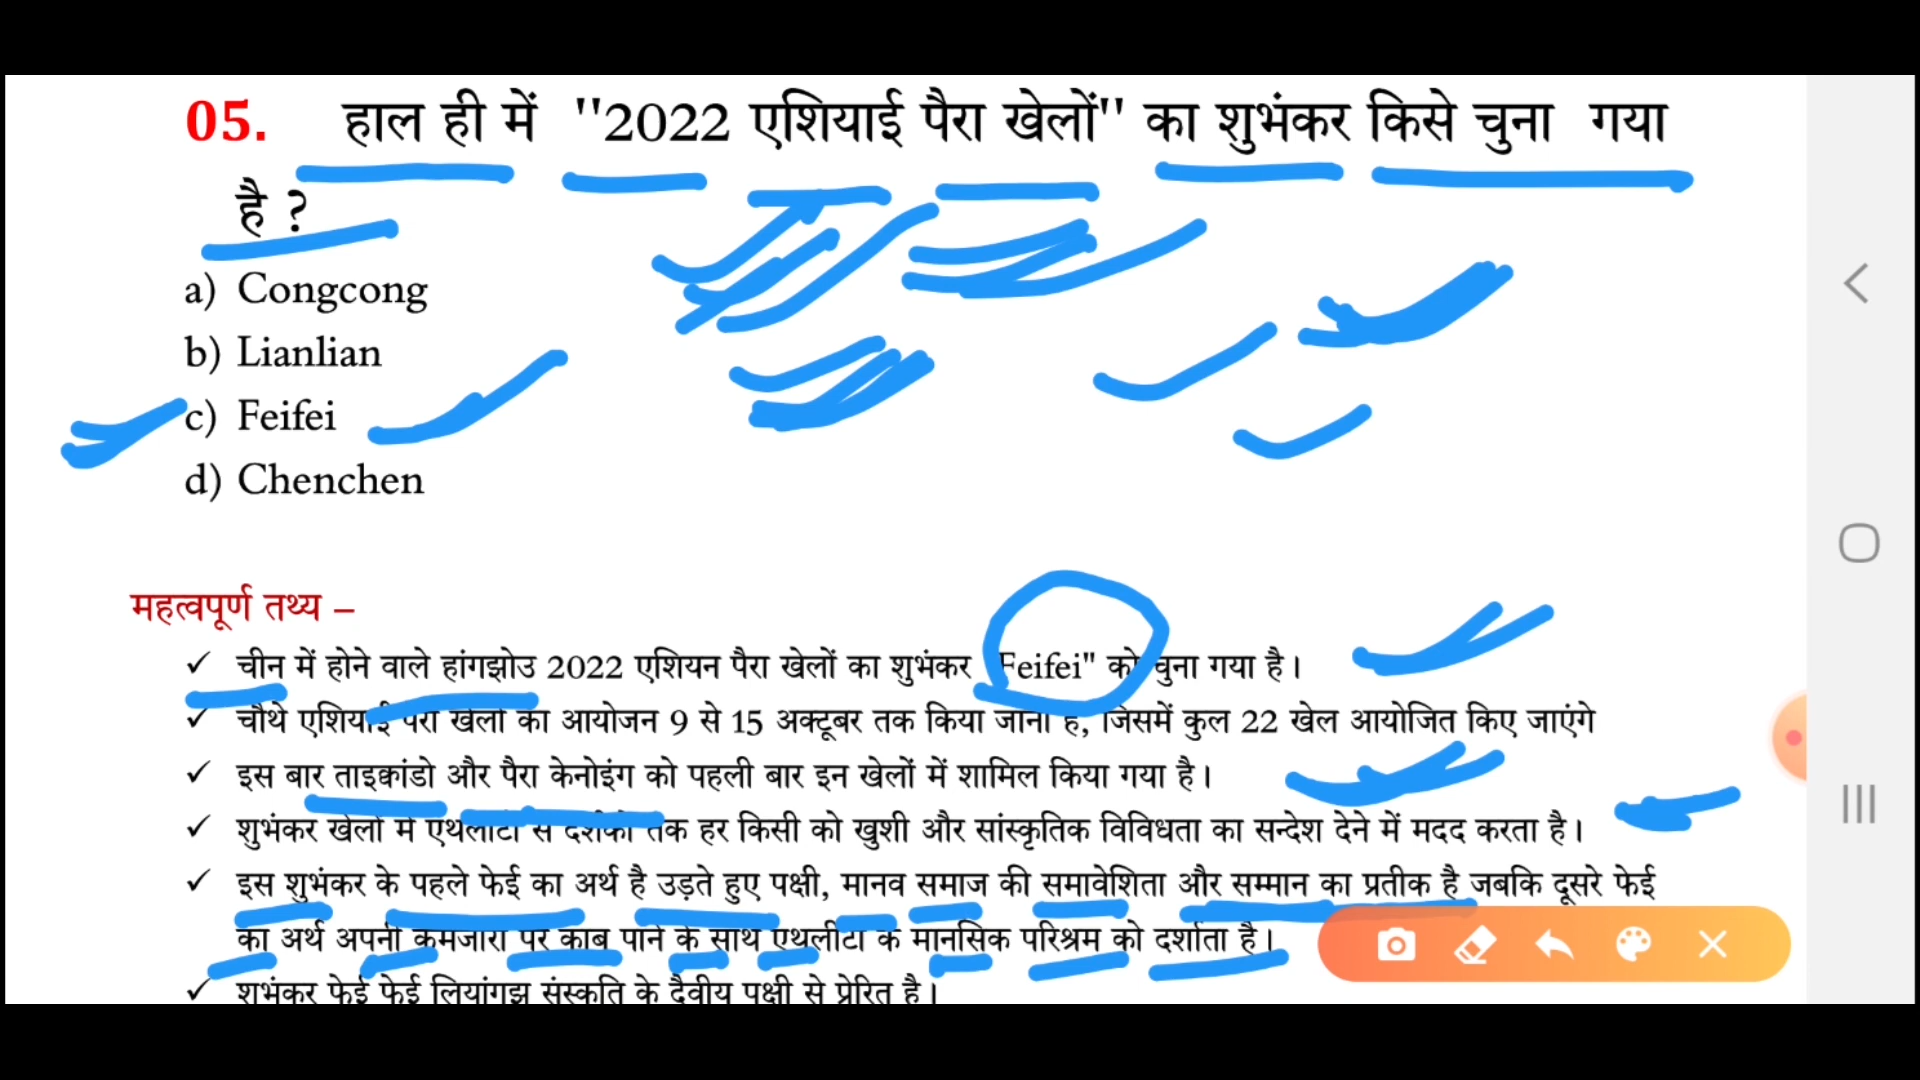 05. हाल ही में ''2022 एशियाई पैरा खेलों'' का शुभंकर किसे चुना गया
है ?
a) Congcong
b) Lianlian
c) Feifei
d) Chenchen
महत्वपूर्ण तथ्य –
✓ चीन में होने वाले हांगझोउ 2022 एशियन पैरा खेलों का शुभंकर Feifei" को चुना गया है।
✓ चौथे एशियाई पैरा खेलों का आयोजन 9 से 15 अक्टूबर तक किया जाना है, जिसमें कुल 22 खेल आयोजित किए जाएंगे
✓ इस बार ताइक्वांडो और पैरा केनोइंग को पहली बार इन खेलों में शामिल किया गया है।
✓ शुभंकर खेलों में एथलीटों से दर्शकों तक हर किसी को खुशी और सांस्कृतिक विविधता का सन्देश देने में मदद करता है।
✓ इस शुभंकर के पहले फेई का अर्थ है उड़ते हुए पक्षी, मानव समाज की समावेशिता और सम्मान का प्रतीक है जबकि दूसरे फेई
का अर्थ अपनी कमजोरी पर काबू पाने के साथ एथलीटों के मानसिक परिश्रम को दर्शाता है।
✓ शुभंकर फेई फेई लियांगझू संस्कृति के दैवीय पक्षी से प्रेरित है।